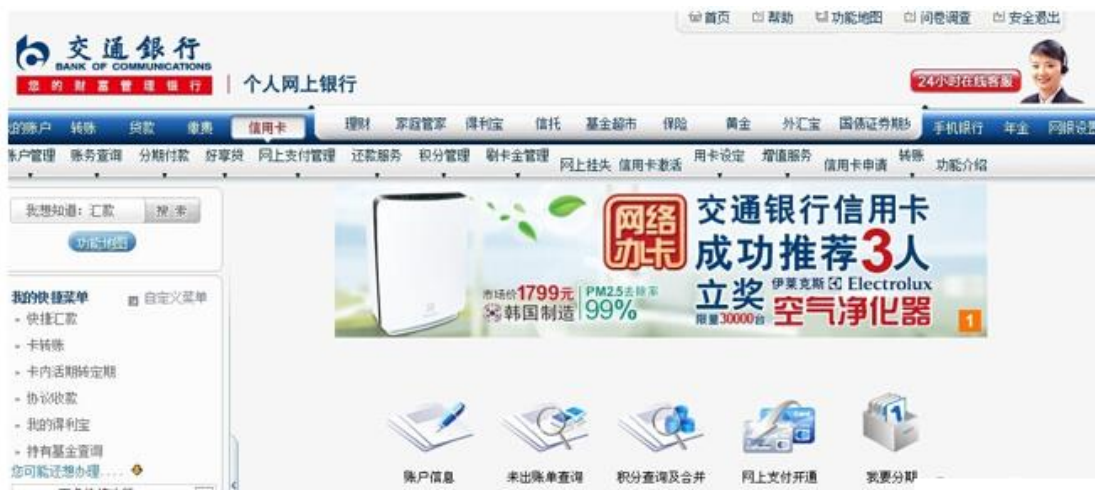 首页 帮助 功能地图 问卷调查 安全退出
交通銀行
BANK OF COMMUNICATIONS
您的财富管理银行
个人网上银行
24小时在线客服
的账户 转账 贷款 缴费 信用卡 理财 家庭管家 得利宝 信托 基金超市 保险 黄金 外汇宝 国债证券期 手机银行 年金 网银设置
账户管理 账务查询 分期付款 好享贷 网上支付管理 还款服务 积分管理 刷卡金管理 网上挂失 信用卡激活 用卡设定 增值服务 信用卡申请 转账 功能介绍
我想知道：汇款 搜索
功能地图
网络办卡
交通银行信用卡
成功推荐3人
立奖 伊莱克斯 Electrolux
限量30000台 空气净化器
市场价1799元 PM2.5去除率
韩国制造 99%
1
我的快捷菜单 自定义菜单
快捷汇款
卡转账
卡内活期转定期
协议收款
我的得利宝
持有基金查询
您可能还想办理....
账户信息 未出账单查询 积分查询及合并 网上支付开通 我要分期